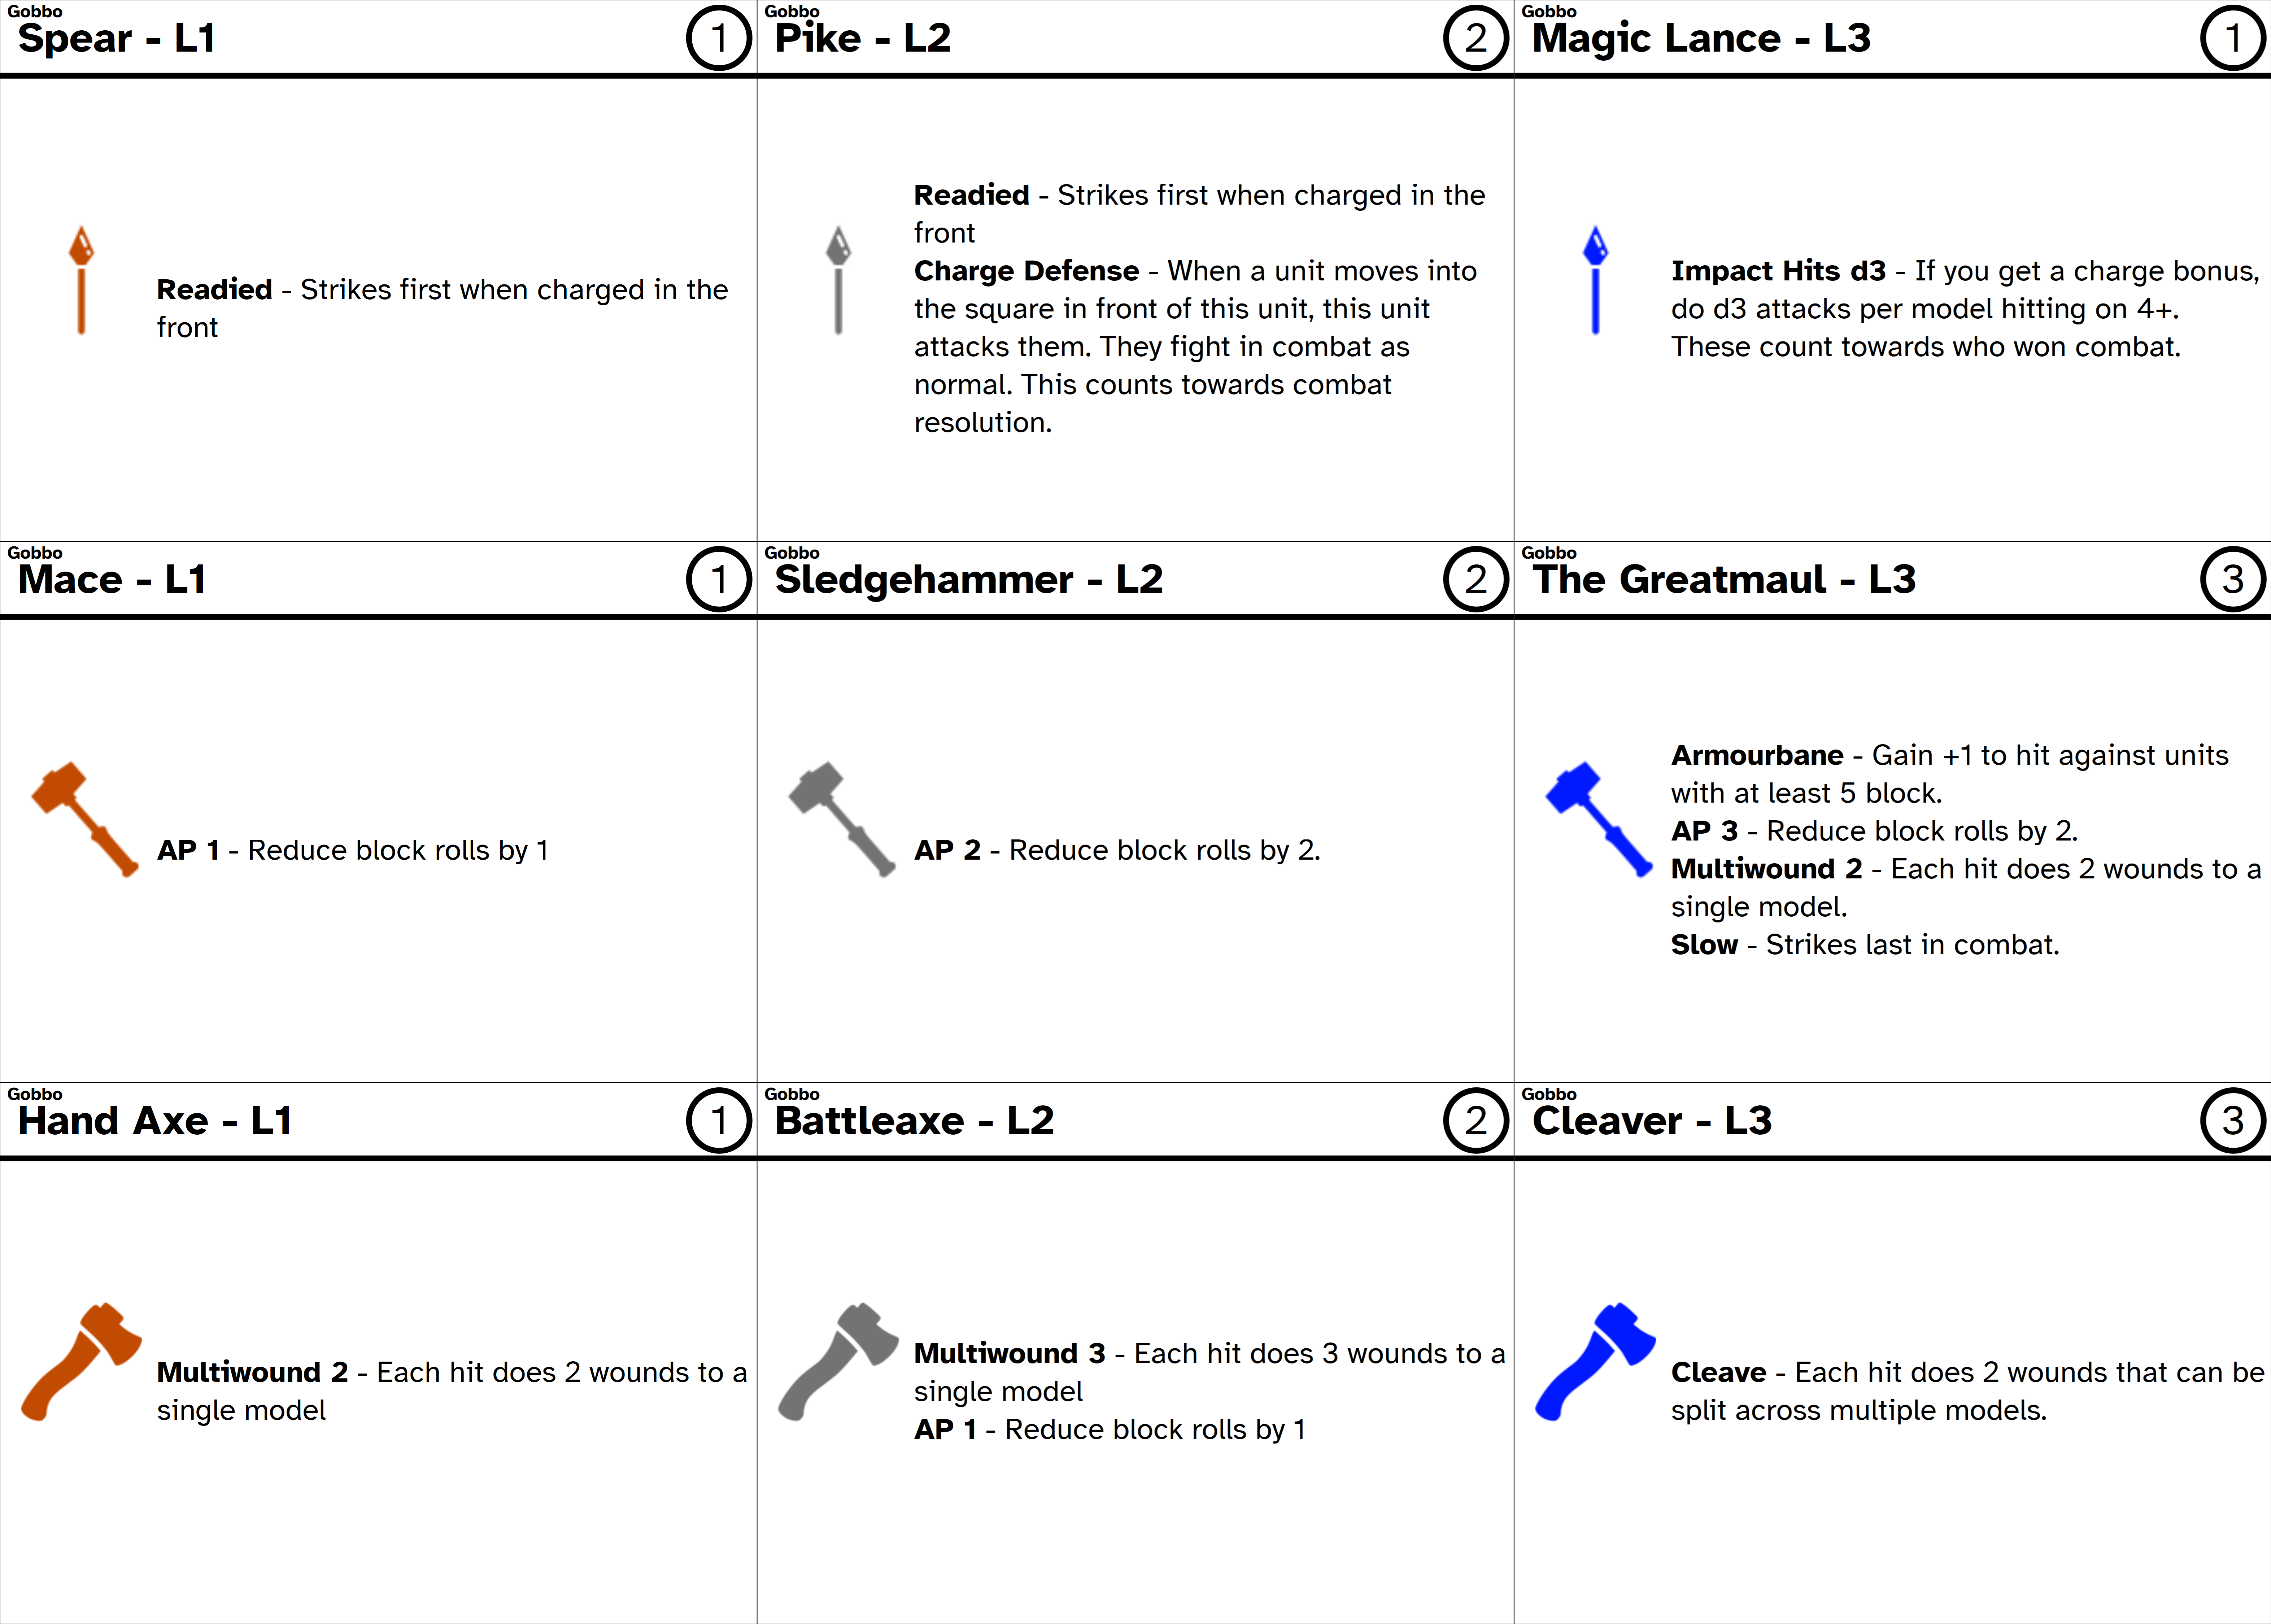 Gobbo
Spear - L1
1
Readied - Strikes first when charged in the
front
Gobbo
Pike - L2
2
Readied - Strikes first when charged in the
front
Charge Defense - When a unit moves into
the square in front of this unit, this unit
attacks them. They fight in combat as
normal. This counts towards combat
resolution.
Gobbo
Magic Lance - L3
1
Impact Hits d3 - If you get a charge bonus,
do d3 attacks per model hitting on 4+.
These count towards who won combat.
Gobbo
Mace - L1
1
AP 1 - Reduce block rolls by 1
Gobbo
Sledgehammer - L2
2
AP 2 - Reduce block rolls by 2.
Gobbo
The Greatmaul - L3
3
Armourbane - Gain +1 to hit against units
with at least 5 block.
AP 3 - Reduce block rolls by 2.
Multiwound 2 - Each hit does 2 wounds to a
single model.
Slow - Strikes last in combat.
Gobbo
Hand Axe - L1
1
Multiwound 2 - Each hit does 2 wounds to a
single model
Gobbo
Battleaxe - L2
2
Multiwound 3 - Each hit does 3 wounds to a
single model
AP 1 - Reduce block rolls by 1
Gobbo
Cleaver - L3
3
Cleave - Each hit does 2 wounds that can be
split across multiple models.